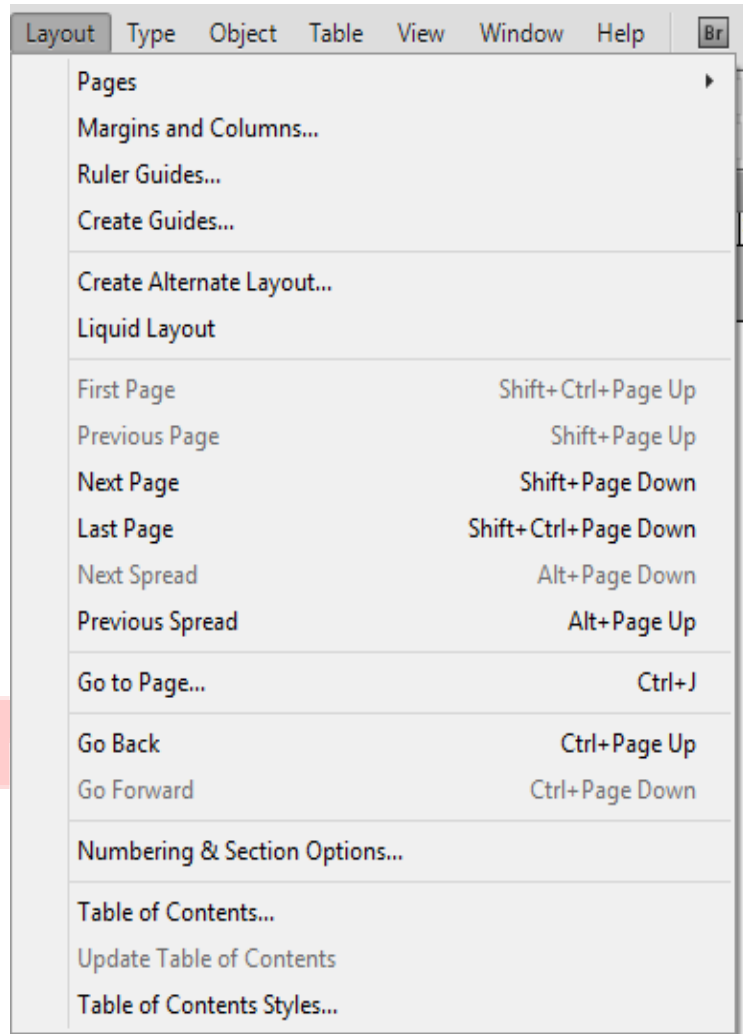 Layout Type Object Table View Window Help Br
Pages
Margins and Columns...
Ruler Guides...
Create Guides...
Create Alternate Layout...
Liquid Layout
First Page Shift+Ctrl+Page Up
Previous Page Shift+Page Up
Next Page Shift+Page Down
Last Page Shift+Ctrl+Page Down
Next Spread Alt+Page Down
Previous Spread Alt+Page Up
Go to Page... Ctrl+J
Go Back Ctrl+Page Up
Go Forward Ctrl+Page Down
Numbering & Section Options...
Table of Contents...
Update Table of Contents
Table of Contents Styles...